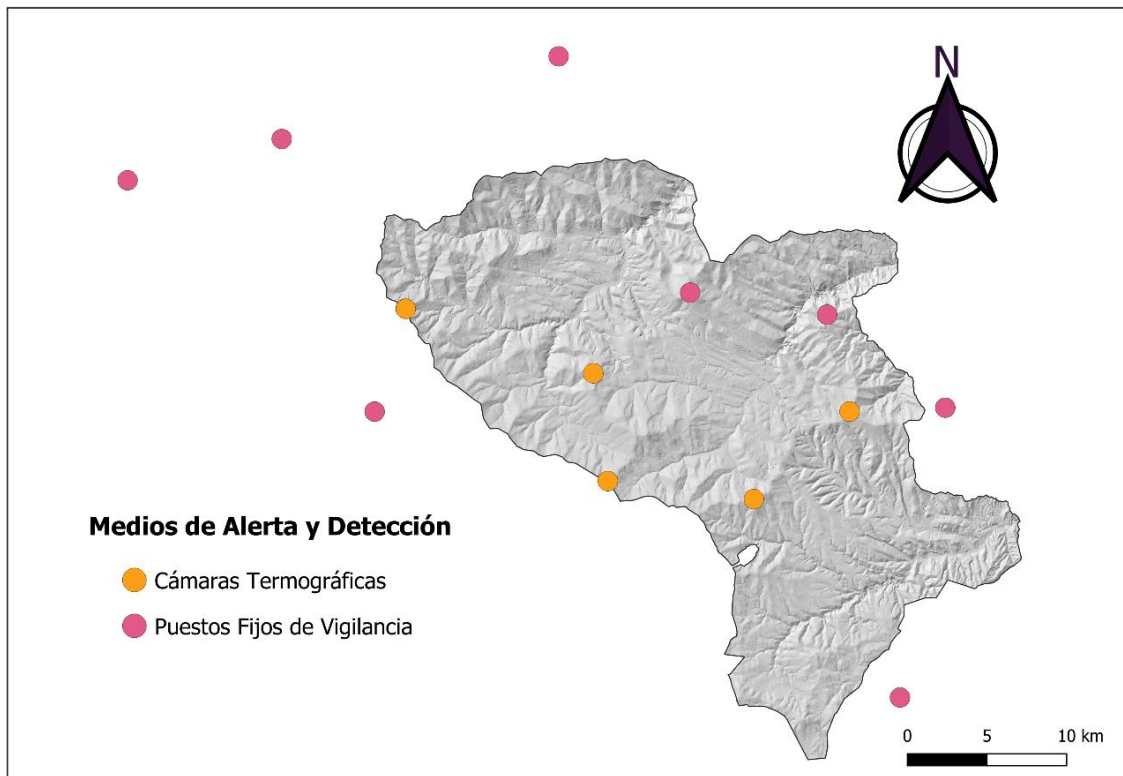 N
Medios de Alerta y Detección
Cámaras Termográficas
Puestos Fijos de Vigilancia
0 5 10 km